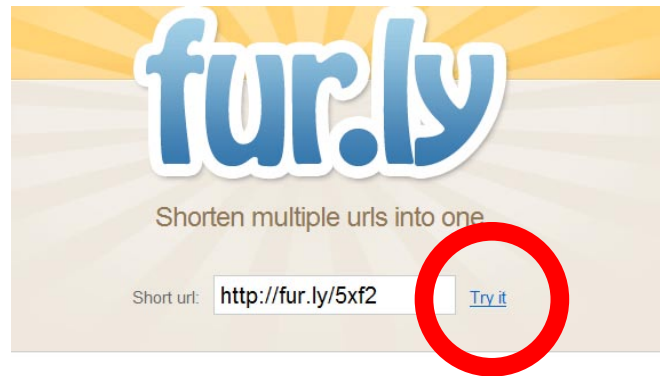 fur.ly
Shorten multiple urls into one
Short url: http://fur.ly/5xf2 Try it